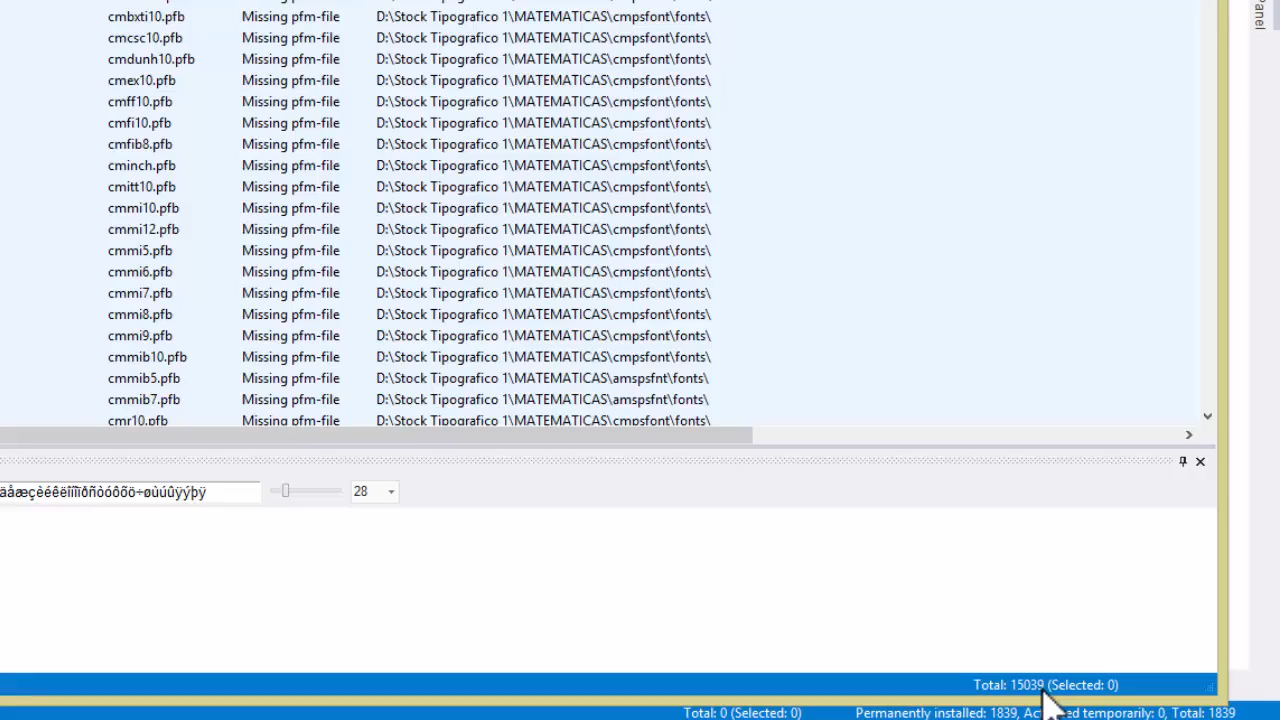 Panel
cmbxti10.pfb Missing pfm-file D:\Stock Tipografico 1\MATEMATICAS\cmpsfont\fonts\
cmcsc10.pfb Missing pfm-file D:\Stock Tipografico 1\MATEMATICAS\cmpsfont\fonts\
cmdunh10.pfb Missing pfm-file D:\Stock Tipografico 1\MATEMATICAS\cmpsfont\fonts\
cmex10.pfb Missing pfm-file D:\Stock Tipografico 1\MATEMATICAS\cmpsfont\fonts\
cmff10.pfb Missing pfm-file D:\Stock Tipografico 1\MATEMATICAS\cmpsfont\fonts\
cmfi10.pfb Missing pfm-file D:\Stock Tipografico 1\MATEMATICAS\cmpsfont\fonts\
cmfib8.pfb Missing pfm-file D:\Stock Tipografico 1\MATEMATICAS\cmpsfont\fonts\
cminch.pfb Missing pfm-file D:\Stock Tipografico 1\MATEMATICAS\cmpsfont\fonts\
cmitt10.pfb Missing pfm-file D:\Stock Tipografico 1\MATEMATICAS\cmpsfont\fonts\
cmmi10.pfb Missing pfm-file D:\Stock Tipografico 1\MATEMATICAS\cmpsfont\fonts\
cmmi12.pfb Missing pfm-file D:\Stock Tipografico 1\MATEMATICAS\cmpsfont\fonts\
cmmi5.pfb Missing pfm-file D:\Stock Tipografico 1\MATEMATICAS\cmpsfont\fonts\
cmmi6.pfb Missing pfm-file D:\Stock Tipografico 1\MATEMATICAS\cmpsfont\fonts\
cmmi7.pfb Missing pfm-file D:\Stock Tipografico 1\MATEMATICAS\cmpsfont\fonts\
cmmi8.pfb Missing pfm-file D:\Stock Tipografico 1\MATEMATICAS\cmpsfont\fonts\
cmmi9.pfb Missing pfm-file D:\Stock Tipografico 1\MATEMATICAS\cmpsfont\fonts\
cmmib10.pfb Missing pfm-file D:\Stock Tipografico 1\MATEMATICAS\cmpsfont\fonts\
cmmib5.pfb Missing pfm-file D:\Stock Tipografico 1\MATEMATICAS\amspsfnt\fonts\
cmmib7.pfb Missing pfm-file D:\Stock Tipografico 1\MATEMATICAS\amspsfnt\fonts\
cmr10.pfb Missing pfm-file D:\Stock Tipografico 1\MATEMATICAS\cmpsfont\fonts\
äåæçèéêëìíîïðñòóôõö÷øùúûüýþÿ 28
Total: 15039 (Selected: 0)
Total: 0 (Selected: 0) Permanently installed: 1839, temporarily: 0, Total: 1839